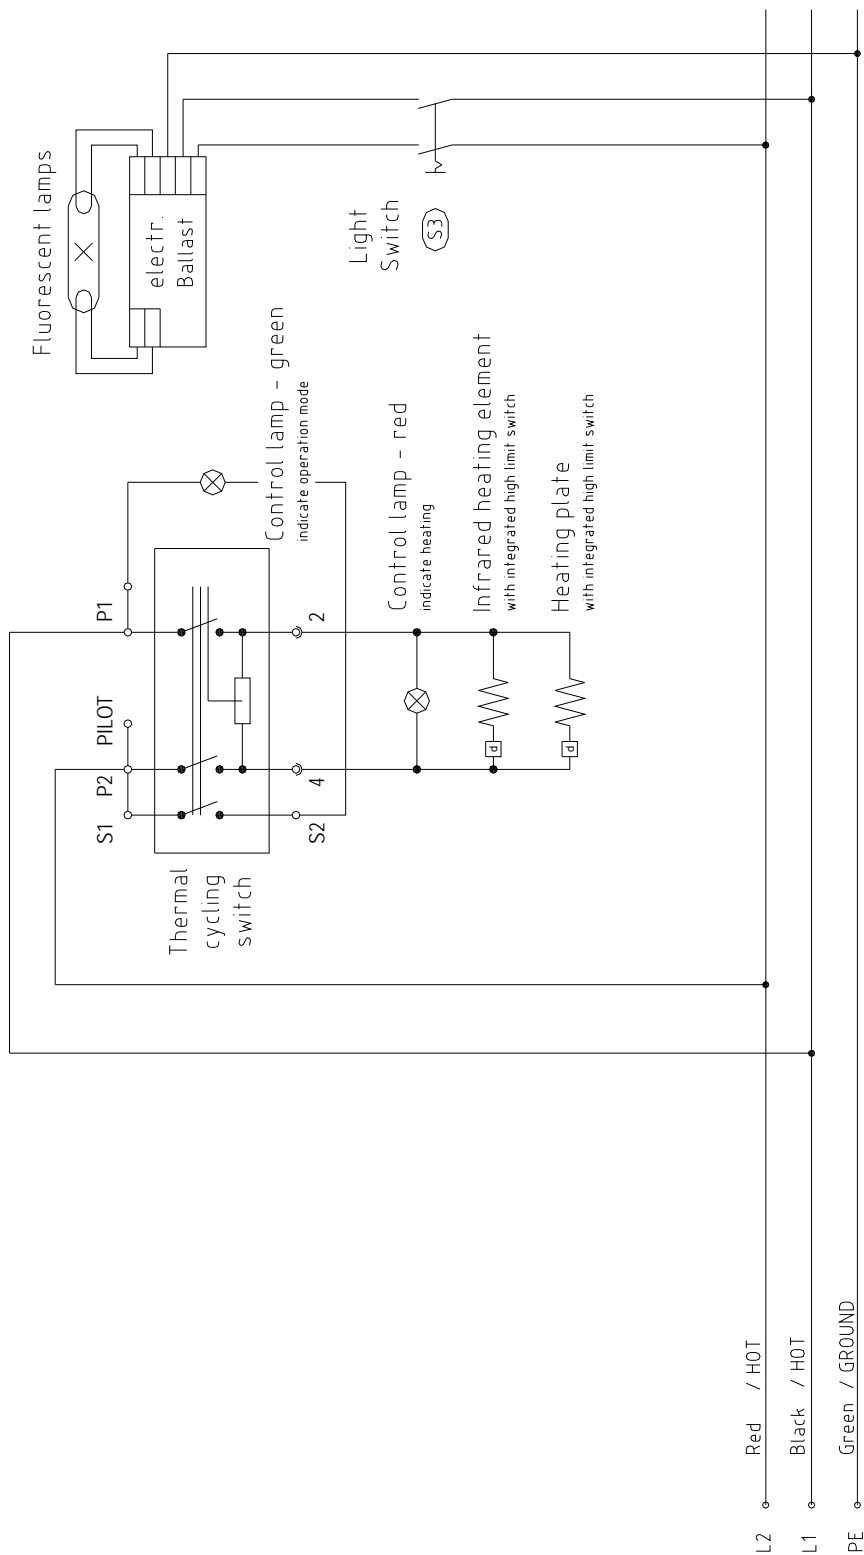 Fluorescent lamps
electr.
Ballast
Light
Switch
S3
Control lamp - green
indicate operation mode
Control lamp - red
indicate heating
Infrared heating element
with integrated high limit switch
Heating plate
with integrated high limit switch
P1
PILOT
P2
S1
2
4
S2
d
d
Thermal
cycling
switch
L2
Red / HOT
L1
Black / HOT
PE
Green / GROUND